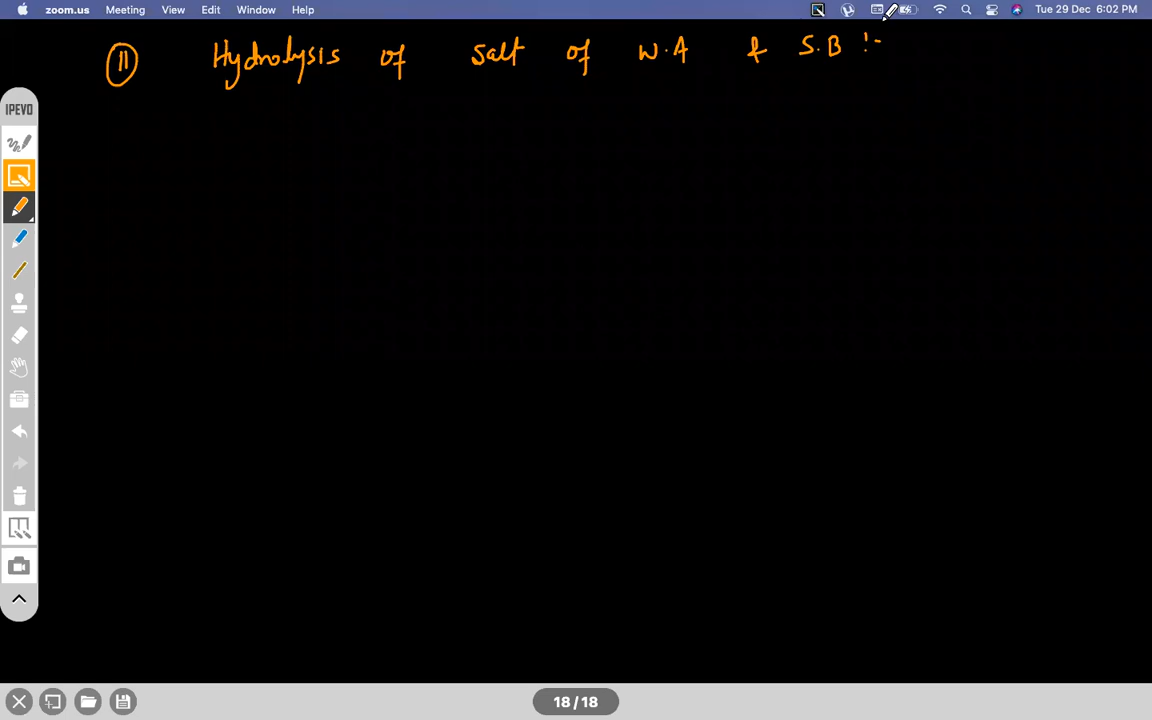 zoom.us Meeting View Edit Window Help Tue 29 Dec 6:02 PM
II Hydrolysis of Salt of W.A & S.B :-
IPEVO
18 / 18